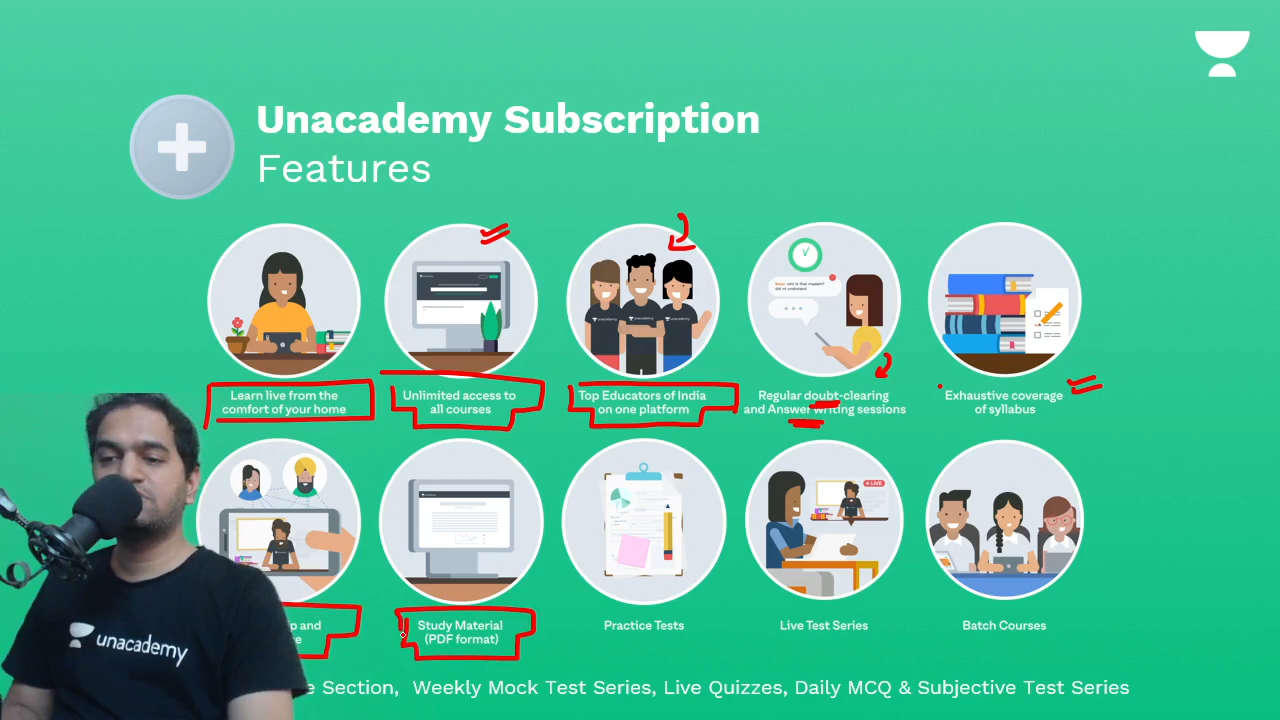 Unacademy Subscription
Features
Learn live from the
comfort of your home
Unlimited access to
all courses
Top Educators of India
on one platform
Regular doubt-clearing
and Answer writing sessions
Exhaustive coverage
of syllabus
p and
e
Study Material
(PDF format)
Practice Tests
Live Test Series
Batch Courses
LIVE
unacademy
e Section, Weekly Mock Test Series, Live Quizzes, Daily MCQ & Subjective Test Series